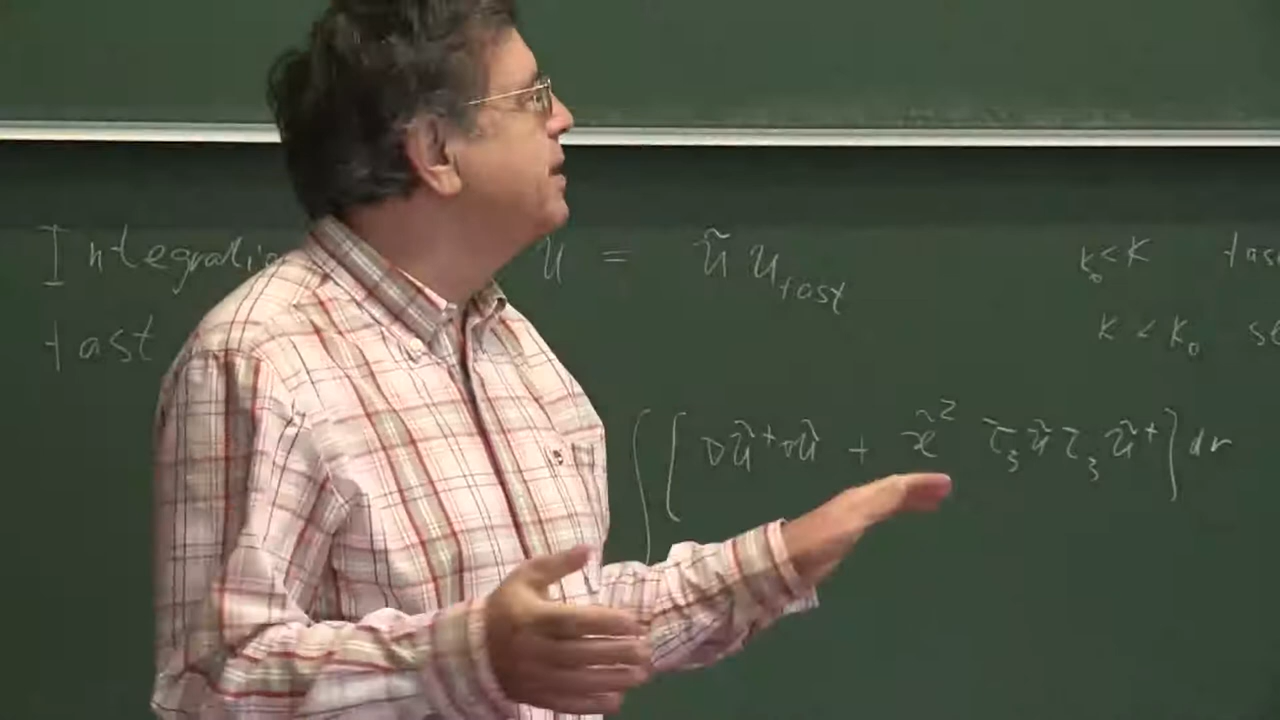 Integratio u = ũ u_fast k₀ < k fas
fast k < k₀
∫ [ ∇ũ⁺∇ũ + æ̃² τ₃ũτ₃ũ⁺ ] dr